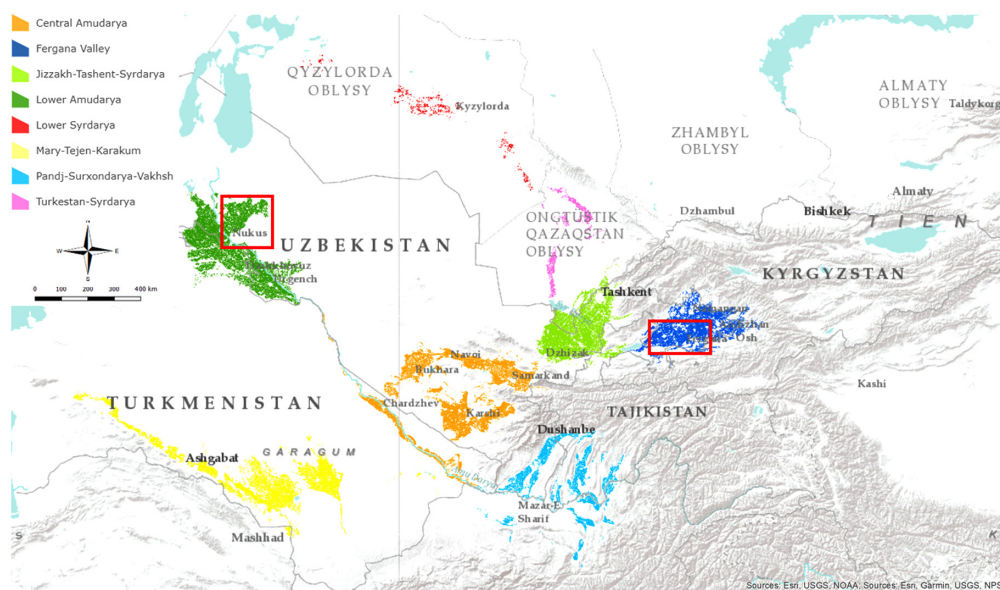 Central Amudarya
Fergana Valley
Jizzakh-Tashent-Syrdarya
Lower Amudarya
Lower Syrdarya
Mary-Tejen-Karakum
Pandj-Surxondarya-Vakhsh
Turkestan-Syrdarya
N
W
E
S
0 100 200 300 400 km
QYZYLORDA
OBLYSY
Kyzylorda
ALMATY
OBLYSY
ZHAMBYL
OBLYSY
Almaty
Nukus
UZBEKISTAN
ONGTUSTIK
QAZAQSTAN
OBLYSY
Dzhambul
Bishkek
TIEN
KYRGYZSTAN
Tashkent
Osh
Dzhizak
Navoi
Bukhara
Samarkand
Kashi
Chardzhev
Karshi
TURKMENISTAN
TAJIKISTAN
Dushanbe
Ashgabat
GARAGUM
Mazar-E
Sharif
Mashhad
S
K
Sources: Esri, USGS, NOAA; Sources: Esri, Garmin, USGS, NPS